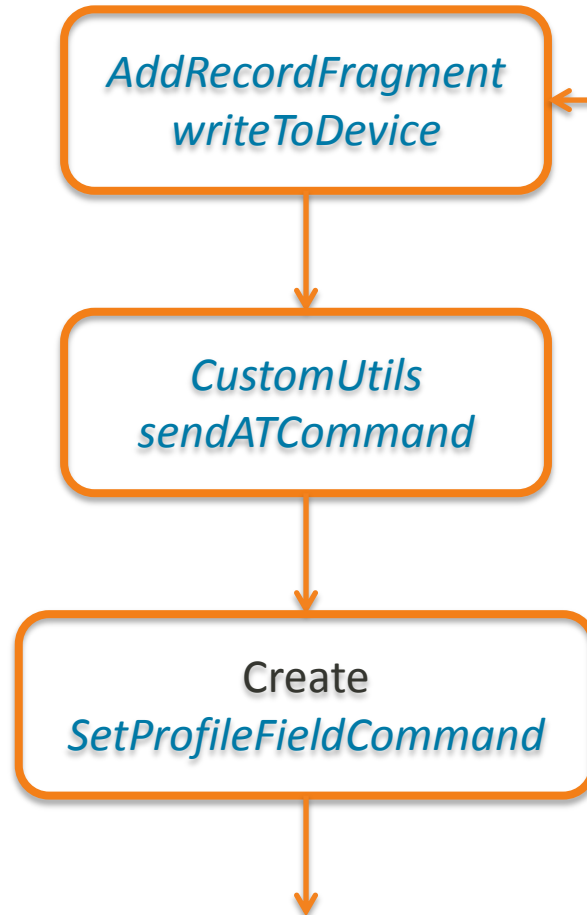 AddRecordFragment
writeToDevice
CustomUtils
sendATCommand
Create
SetProfileFieldCommand